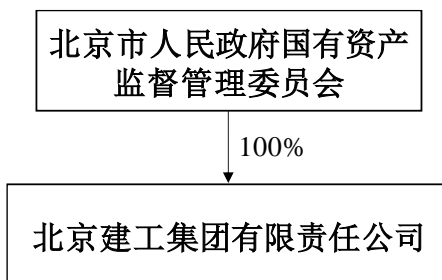 北京市人民政府国有资产
监督管理委员会
100%
北京建工集团有限责任公司